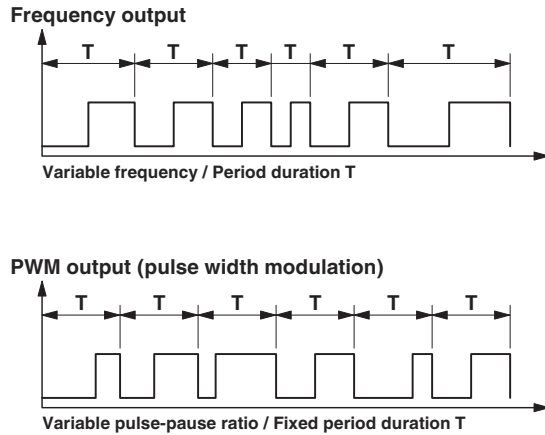 Frequency output
T T T T T T
Variable frequency / Period duration T
PWM output (pulse width modulation)
T T T T T T
Variable pulse-pause ratio / Fixed period duration T